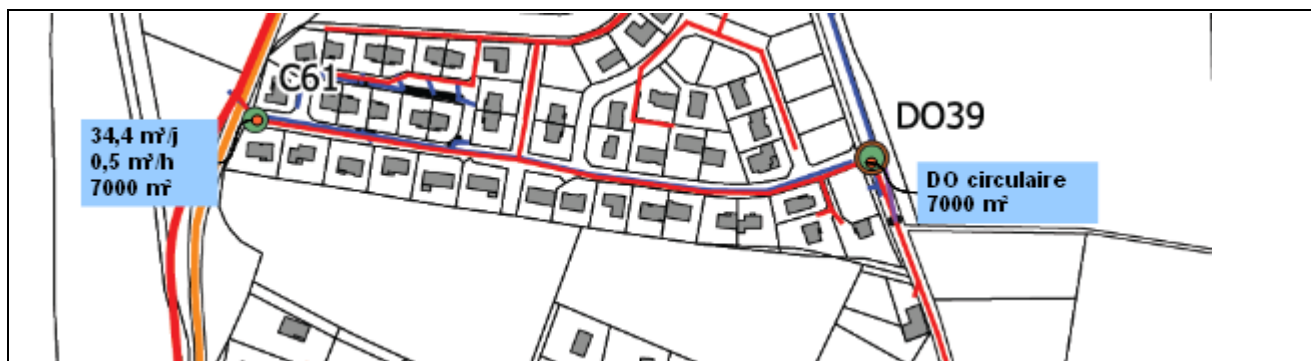 C61
34,4 m³/j
0,5 m³/h
7000 m²
DO39
DO circulaire
7000 m²